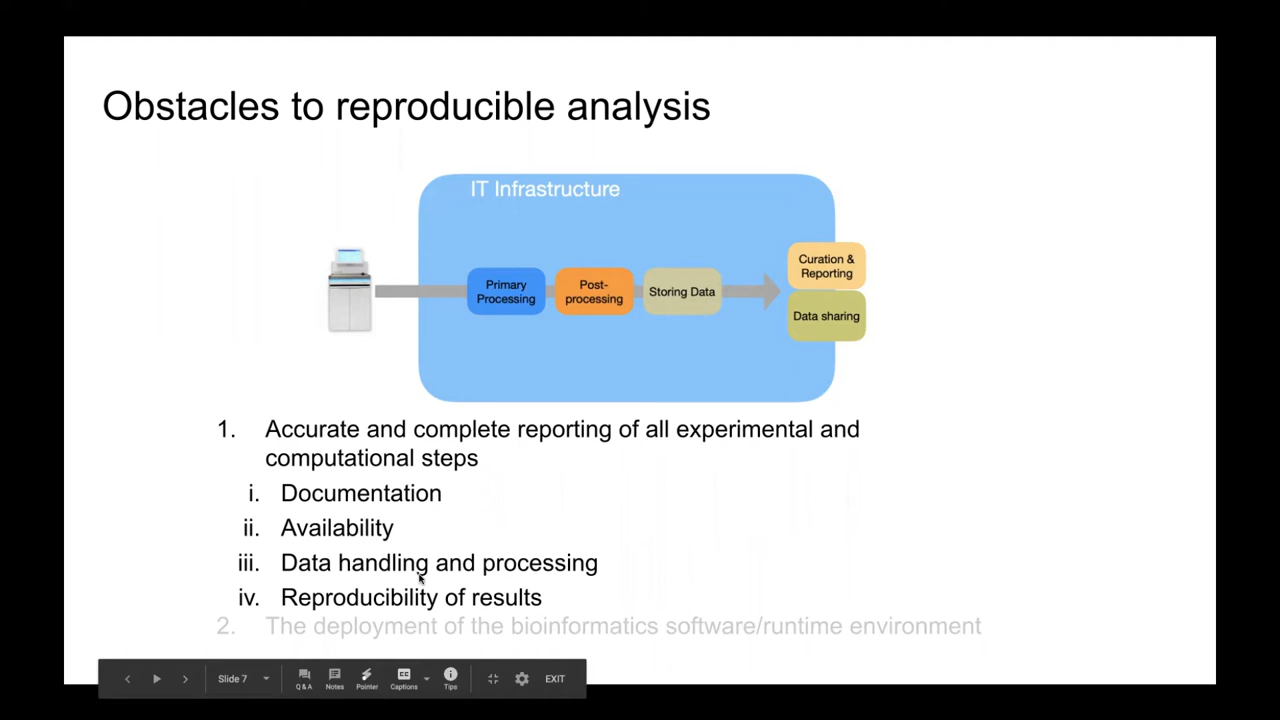 Obstacles to reproducible analysis
IT Infrastructure
Primary
Processing
Post-
processing
Storing Data
Curation &
Reporting
Data sharing
1. Accurate and complete reporting of all experimental and
computational steps
i. Documentation
ii. Availability
iii. Data handling and processing
iv. Reproducibility of results
2. The deployment of the bioinformatics software/runtime environment
Slide 7
Q & A
Notes
Pointer
CC
Captions
Tips
EXIT